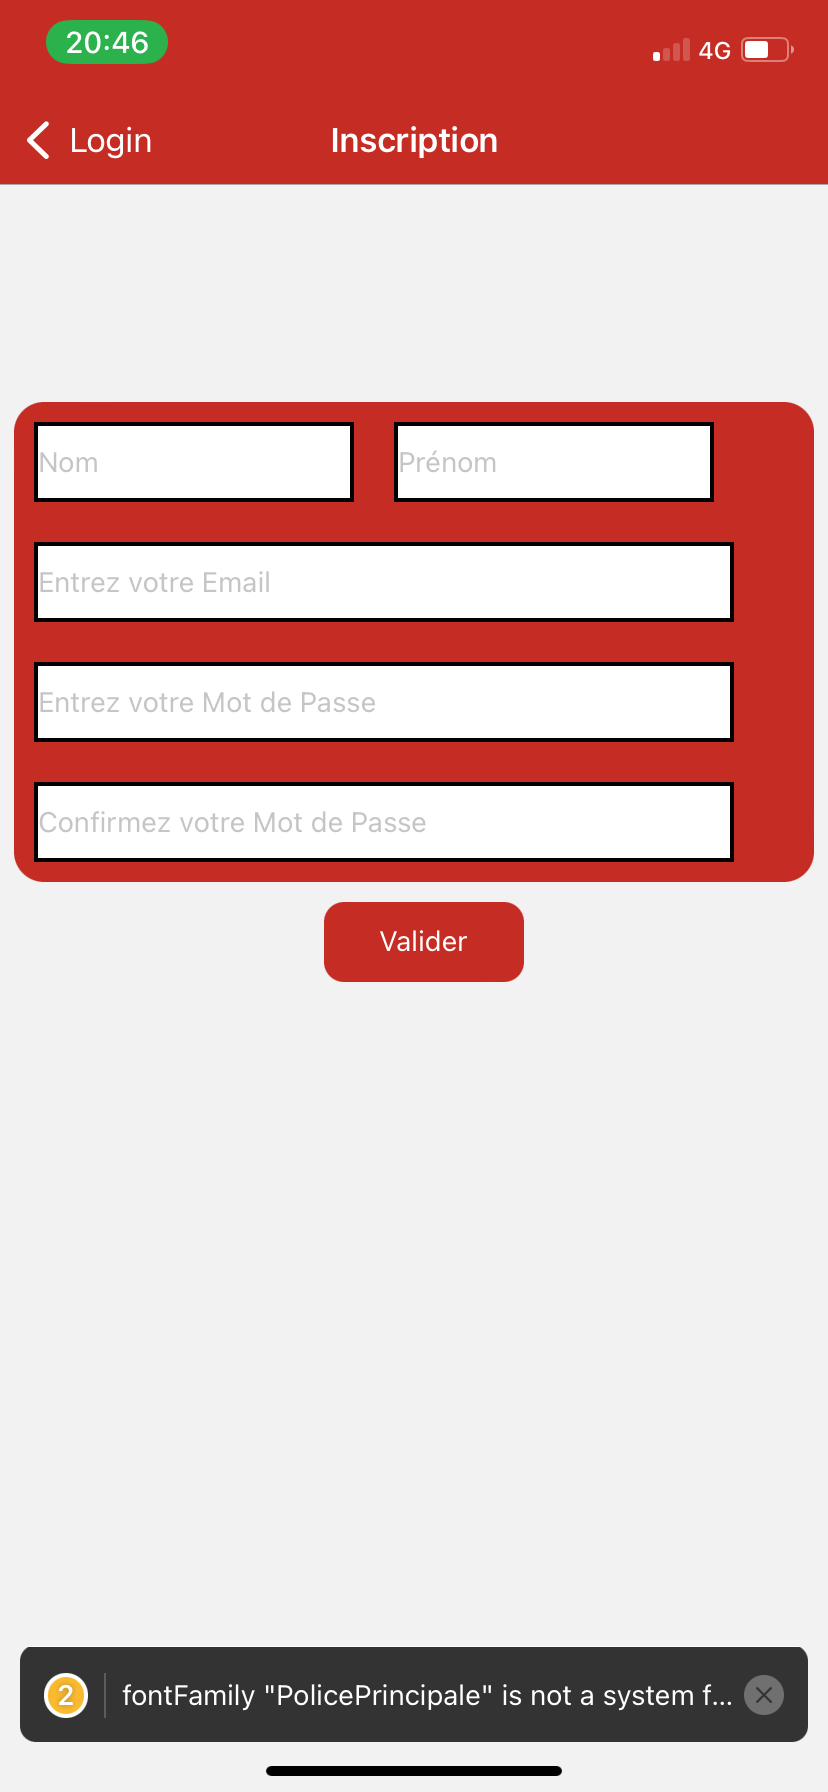 20:46
4G
Login
Inscription
Nom
Prénom
Entrez votre Email
Entrez votre Mot de Passe
Confirmez votre Mot de Passe
Valider
2
fontFamily "PolicePrincipale" is not a system f...